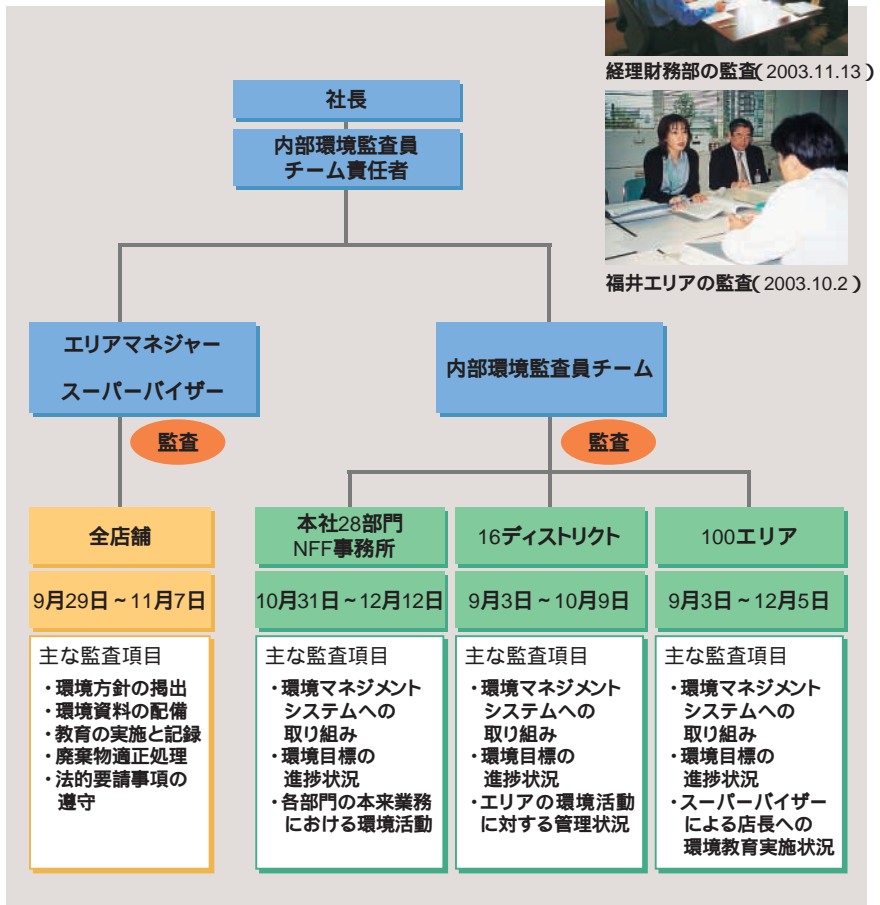 経理財務部の監査(2003.11.13)
社長
内部環境監査員
チーム責任者
福井エリアの監査(2003.10.2)
エリアマネジャー
スーパーバイザー
内部環境監査員チーム
監査
監査
全店舗
9月29日~11月7日
主な監査項目
・環境方針の掲出
・環境資料の配備
・教育の実施と記録
・廃棄物適正処理
・法的要請事項の
遵守
本社28部門
NFF事務所
10月31日~12月12日
主な監査項目
・環境マネジメント
システムへの
取り組み
・環境目標の
進捗状況
・各部門の本来業務
における環境活動
16ディストリクト
9月3日~10月9日
主な監査項目
・環境マネジメント
システムへの
取り組み
・環境目標の
進捗状況
・エリアの環境活動
に対する管理状況
100エリア
9月3日~12月5日
主な監査項目
・環境マネジメント
システムへの
取り組み
・環境目標の
進捗状況
・スーパーバイザー
による店長への
環境教育実施状況